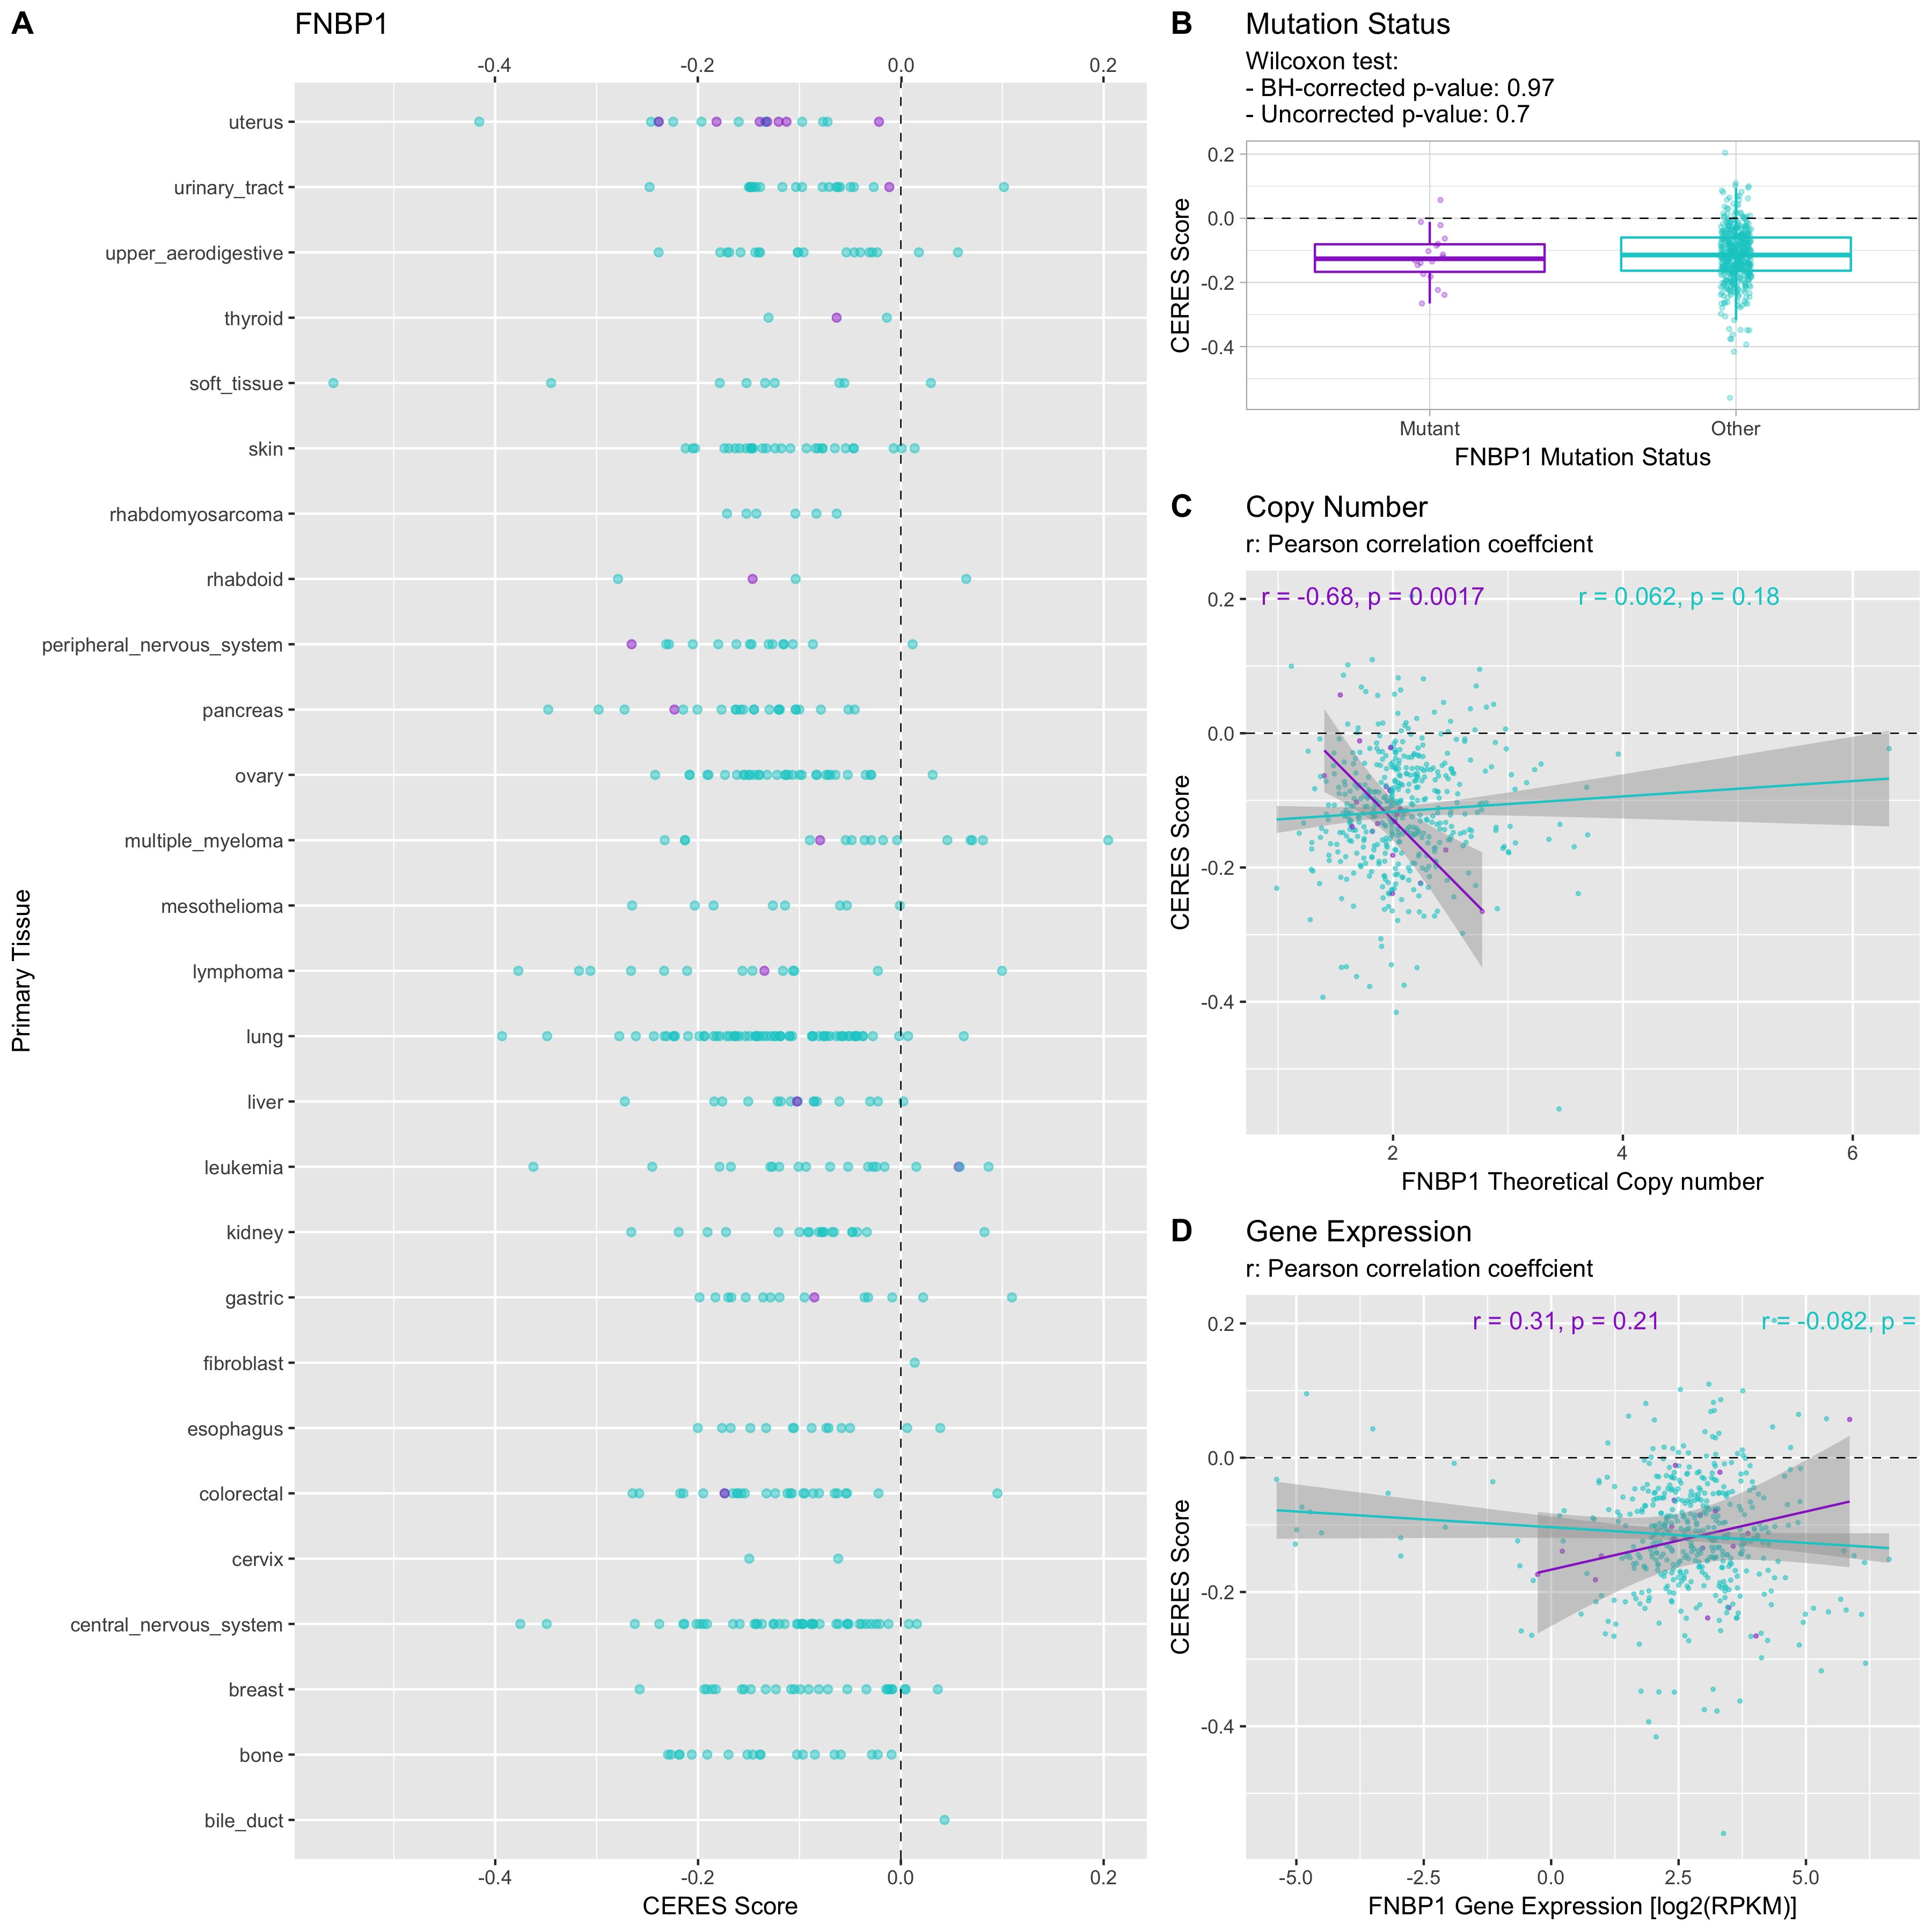 A
FNBP1
-0.4 -0.2 0.0 0.2
Primary Tissue
uterus
urinary_tract
upper_aerodigestive
thyroid
soft_tissue
skin
rhabdomyosarcoma
rhabdoid
peripheral_nervous_system
pancreas
ovary
multiple_myeloma
mesothelioma
lymphoma
lung
liver
leukemia
kidney
gastric
fibroblast
esophagus
colorectal
cervix
central_nervous_system
breast
bone
bile_duct
-0.4 -0.2 0.0 0.2
CERES Score
B
Mutation Status
Wilcoxon test:
- BH-corrected p-value: 0.97
- Uncorrected p-value: 0.7
CERES Score
0.2
0.0
-0.2
-0.4
Mutant Other
FNBP1 Mutation Status
C
Copy Number
r: Pearson correlation coeffcient
r = -0.68, p = 0.0017 r = 0.062, p = 0.18
CERES Score
0.2
0.0
-0.2
-0.4
2 4 6
FNBP1 Theoretical Copy number
D
Gene Expression
r: Pearson correlation coeffcient
r = 0.31, p = 0.21 r = -0.082, p =
CERES Score
0.2
0.0
-0.2
-0.4
-5.0 -2.5 0.0 2.5 5.0
FNBP1 Gene Expression [log2(RPKM)]